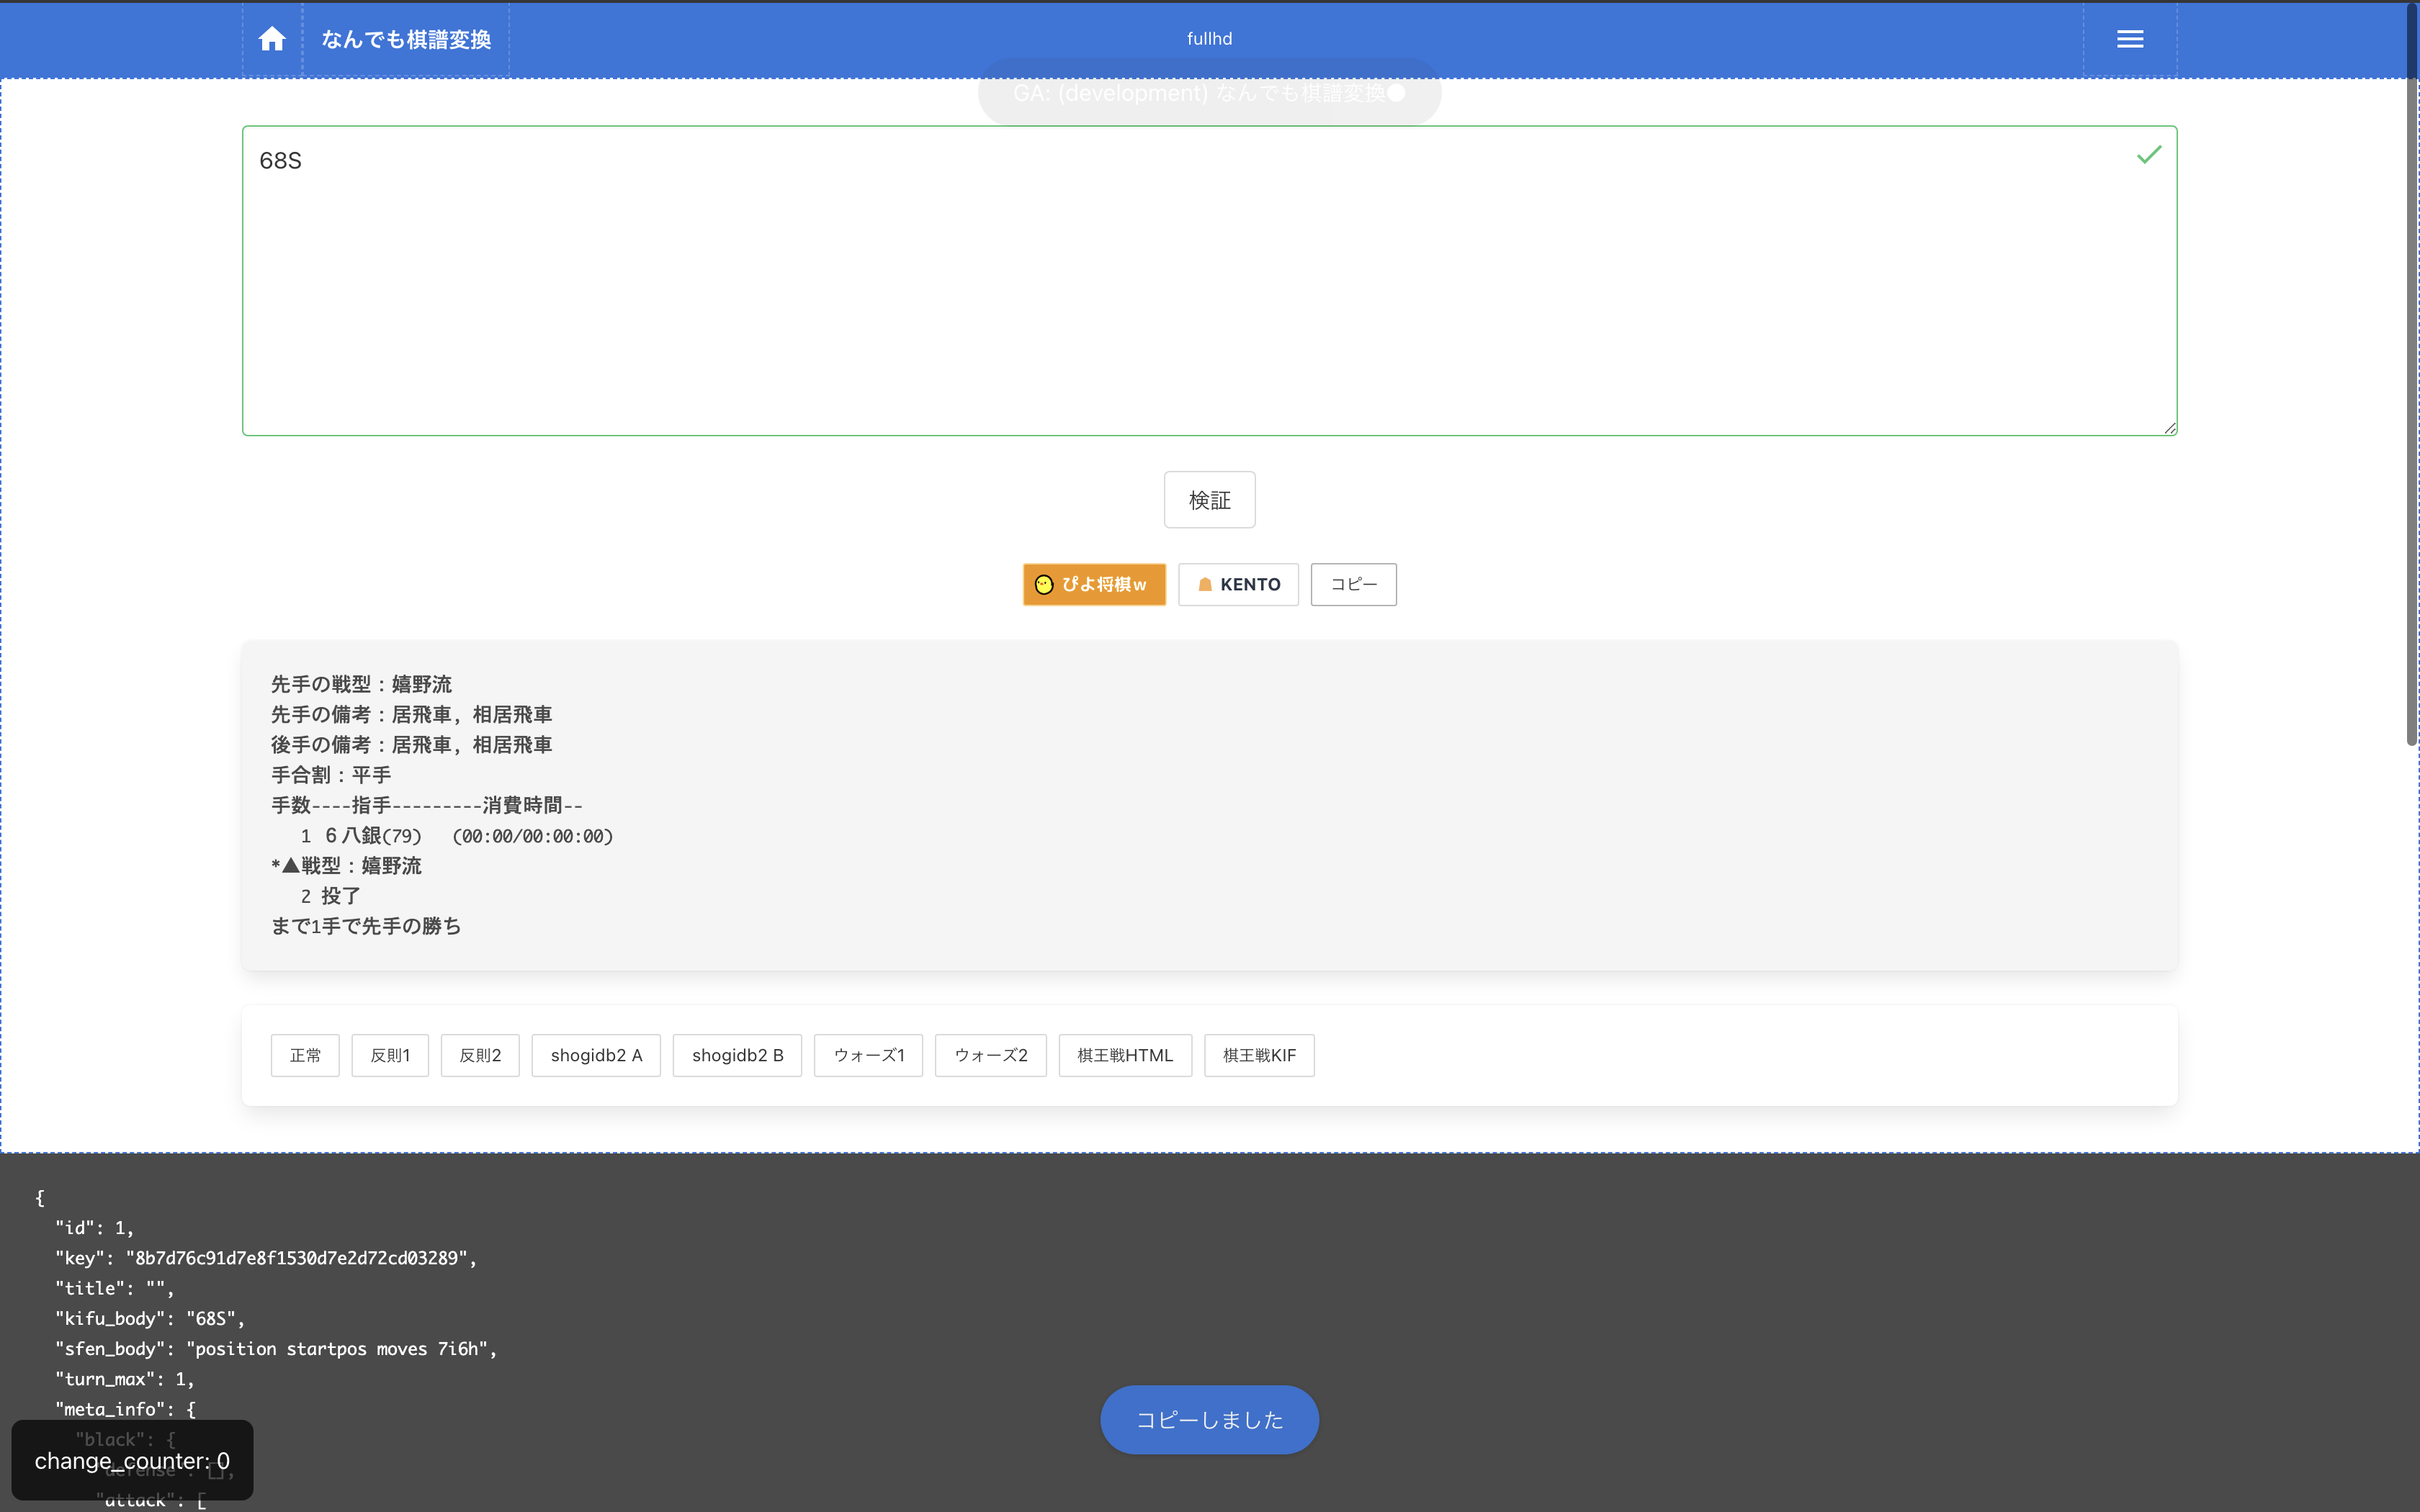 なんでも棋譜変換
fullhd
GA: (development) なんでも棋譜変換●
68S
検証
ぴよ将棋w
KENTO
コピー
先手の戦型：嬉野流
先手の備考：居飛車, 相居飛車
後手の備考：居飛車, 相居飛車
手合割：平手
手数----指手---------消費時間--
1 ６八銀(79) (00:00/00:00:00)
*▲戦型：嬉野流
2 投了
まで1手で先手の勝ち
正常 反則1 反則2 shogidb2 A shogidb2 B ウォーズ1 ウォーズ2 棋王戦HTML 棋王戦KIF
{
"id": 1,
"key": "8b7d76c91d7e8f1530d7e2d72cd03289",
"title": "",
"kifu_body": "68S",
"sfen_body": "position startpos moves 7i6h",
"turn_max": 1,
"meta_info": {
"black": {
"defense": [],
"attack": [
change_counter: 0
コピーしました